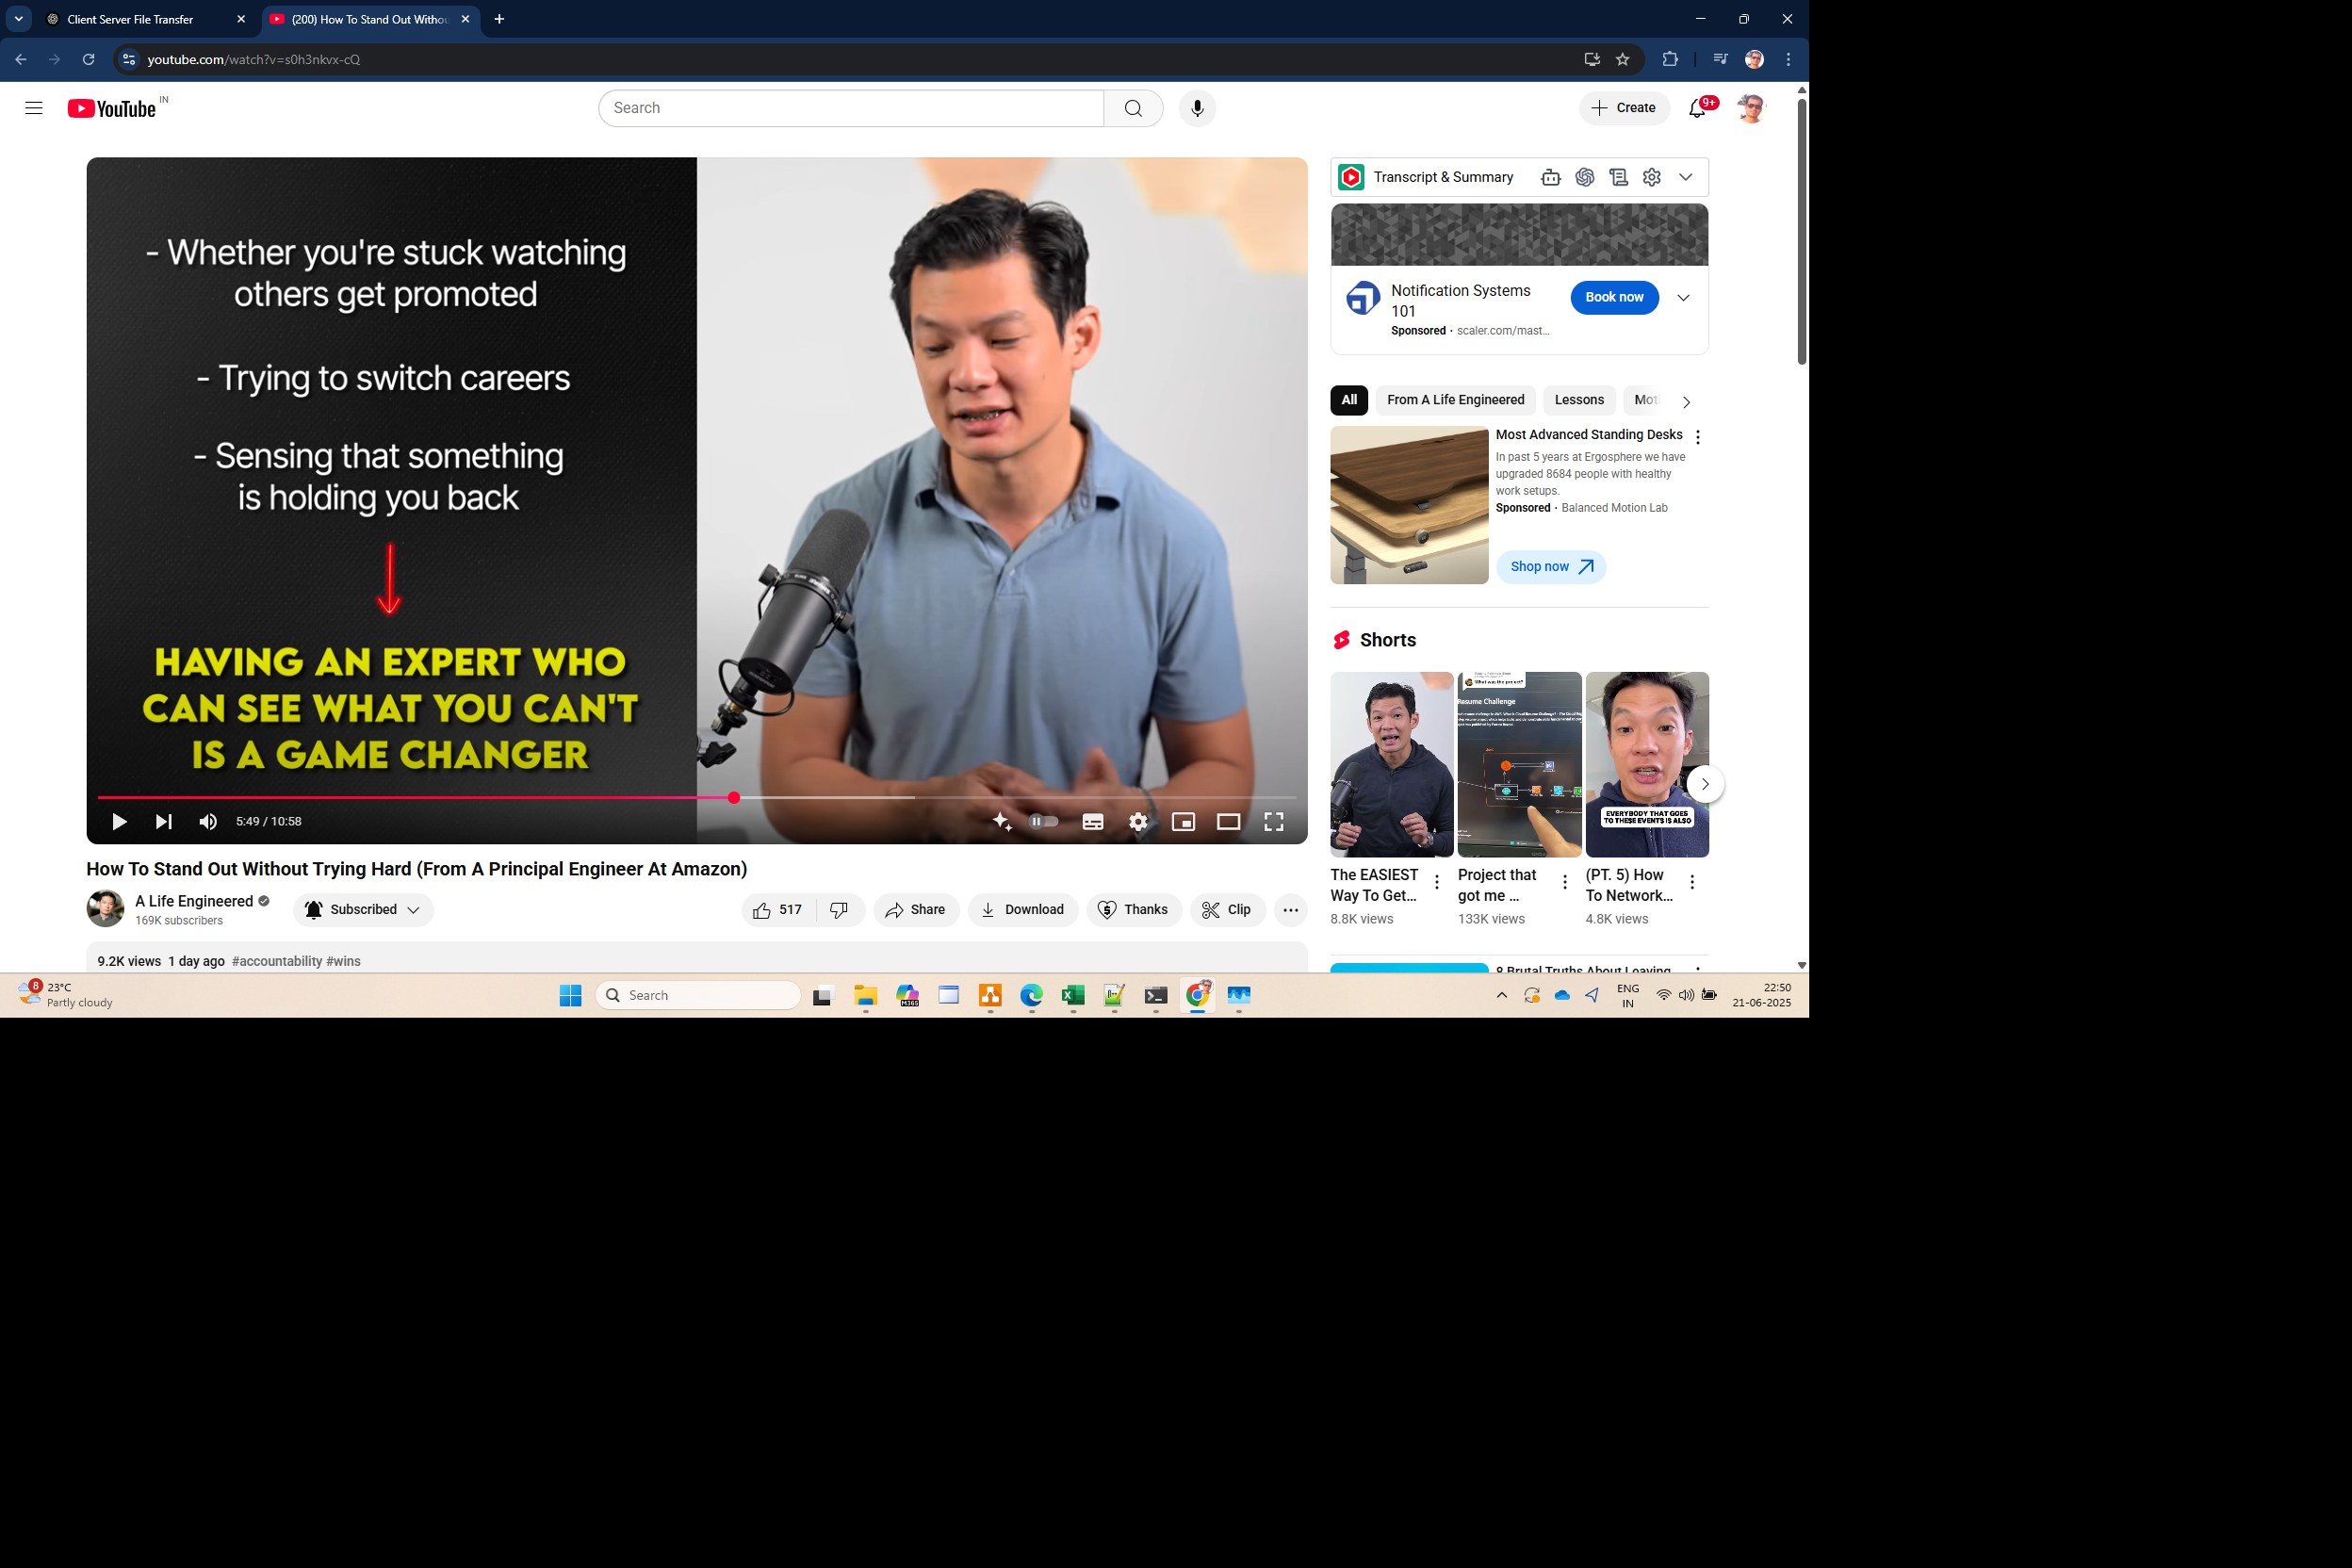 Client Server File Transfer
(200) How To Stand Out Withou
youtube.com/watch?v=s0h3nkvx-cQ
YouTube IN
Search
Create
9+
- Whether you're stuck watching
others get promoted
- Trying to switch careers
- Sensing that something
is holding you back
HAVING AN EXPERT WHO
CAN SEE WHAT YOU CAN'T
IS A GAME CHANGER
5:49 / 10:58
How To Stand Out Without Trying Hard (From A Principal Engineer At Amazon)
A Life Engineered
169K subscribers
Subscribed
517
Share
Download
Thanks
Clip
9.2K views 1 day ago #accountability #wins
Transcript & Summary
Notification Systems
101
Book now
Sponsored · scaler.com/mast...
All
From A Life Engineered
Lessons
Mot
Most Advanced Standing Desks
In past 5 years at Ergosphere we have
upgraded 8684 people with healthy
work setups.
Sponsored · Balanced Motion Lab
Shop now
Shorts
What was the project?
Resume Challenge
EVERYBODY THAT GOES
TO THESE EVENTS IS ALSO
The EASIEST
Way To Get...
8.8K views
Project that
got me ...
133K views
(PT. 5) How
To Network...
4.8K views
8 Brutal Truths About Leaving
8
23°C
Partly cloudy
Search
M365
ENG
IN
22:50
21-06-2025